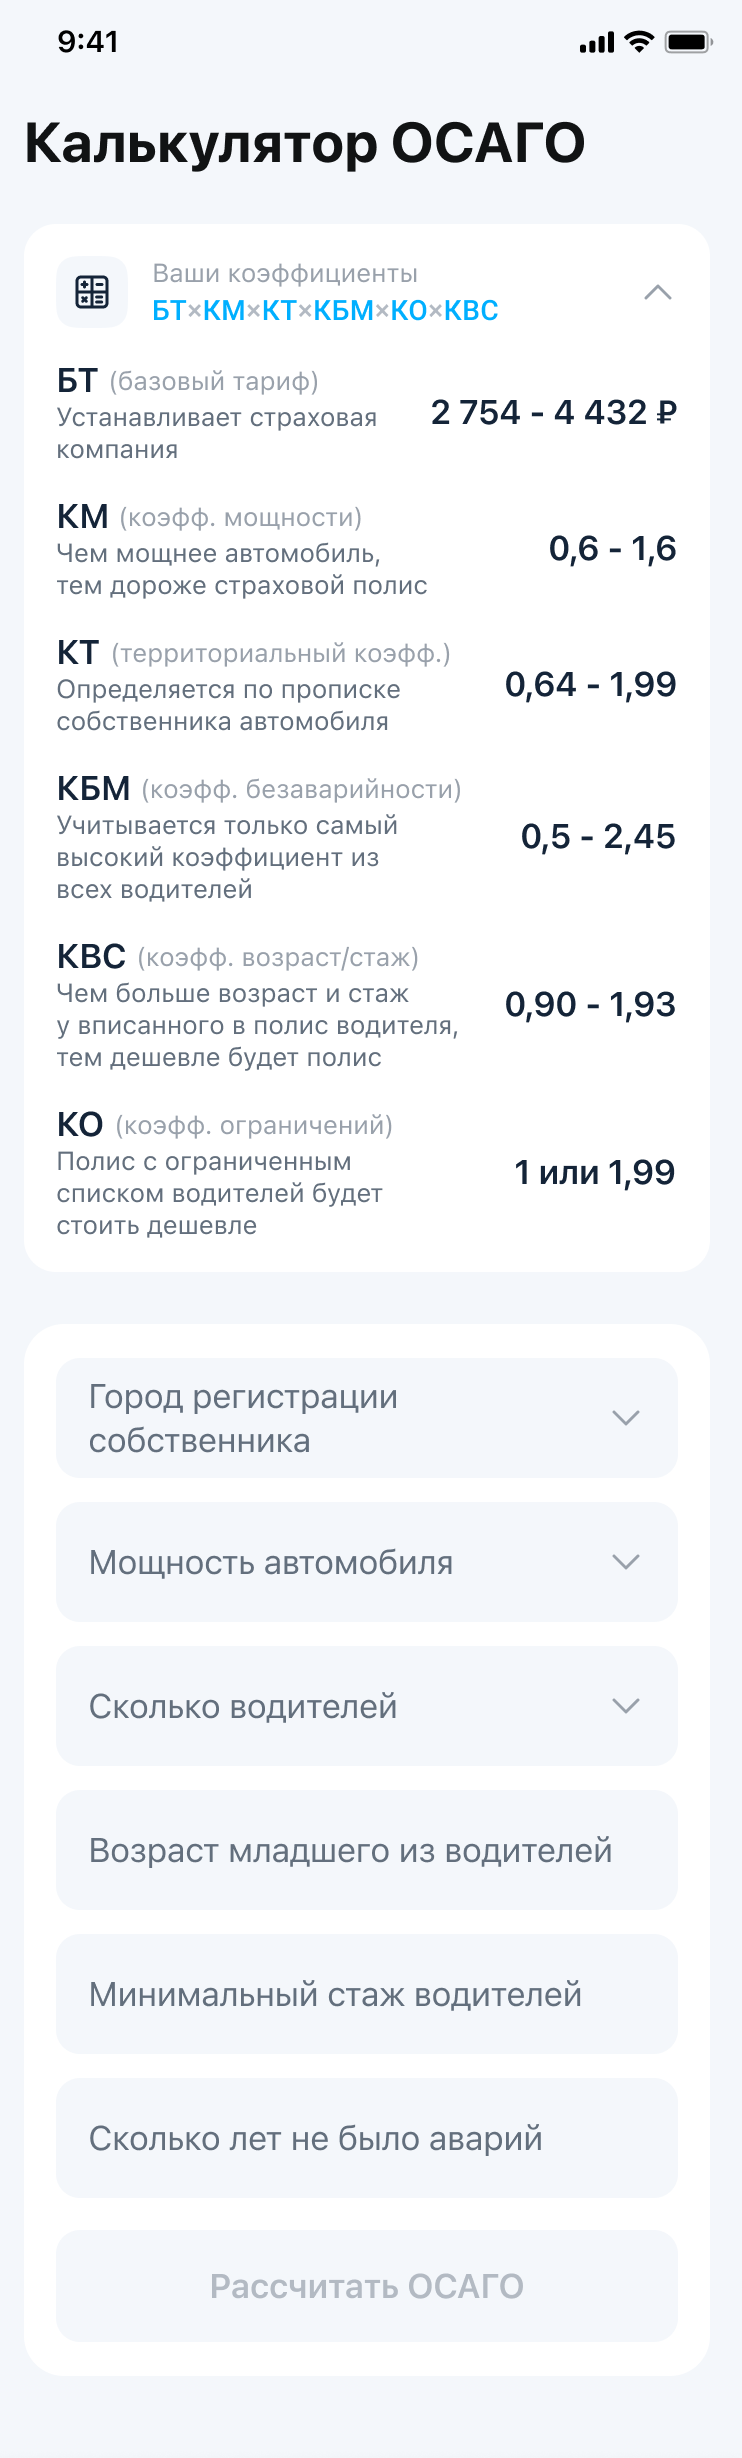 9:41
Калькулятор ОСАГО
Ваши коэффициенты
БТ×КМ×КТ×КБМ×КО×КВС
БТ (базовый тариф)
Устанавливает страховая
компания
2 754 - 4 432 ₽
КМ (коэфф. мощности)
Чем мощнее автомобиль,
тем дороже страховой полис
0,6 - 1,6
КТ (территориальный коэфф.)
Определяется по прописке
собственника автомобиля
0,64 - 1,99
КБМ (коэфф. безаварийности)
Учитывается только самый
высокий коэффициент из
всех водителей
0,5 - 2,45
КВС (коэфф. возраст/стаж)
Чем больше возраст и стаж
у вписанного в полис водителя,
тем дешевле будет полис
0,90 - 1,93
КО (коэфф. ограничений)
Полис с ограниченным
списком водителей будет
стоить дешевле
1 или 1,99
Город регистрации
собственника
Мощность автомобиля
Сколько водителей
Возраст младшего из водителей
Минимальный стаж водителей
Сколько лет не было аварий
Рассчитать ОСАГО